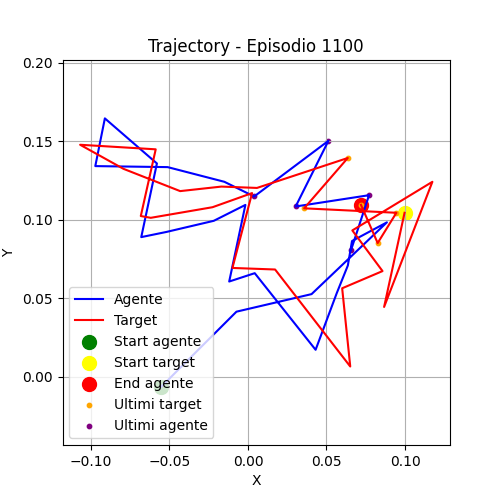 Trajectory - Episodio 1100
0.20
0.15
0.10
0.05
0.00
Y
Agente
Target
Start agente
Start target
End agente
Ultimi target
Ultimi agente
−0.10
−0.05
0.00
0.05
0.10
X